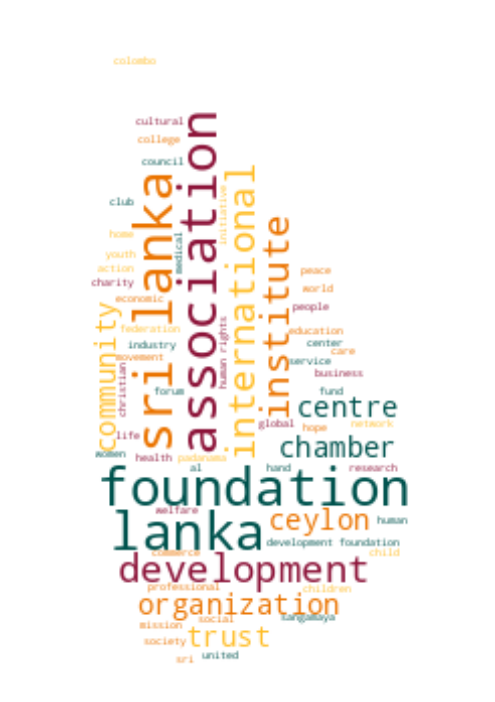 colombo
cultural
college
council
club
home
youth
action
charity
economic
federation
industry
movement
christian
forum
life
women
health
padanama
al
community
sri lanka
medical
association
initiative
human rights
international
institute
peace
world
people
education
center
care
service
business
fund
centre
global
hope
network
chamber
hand
research
foundation
welfare
lanka
ceylon
human
development foundation
commerce
child
development
professional
children
organization
social
sangamaya
mission
trust
society
united
sri